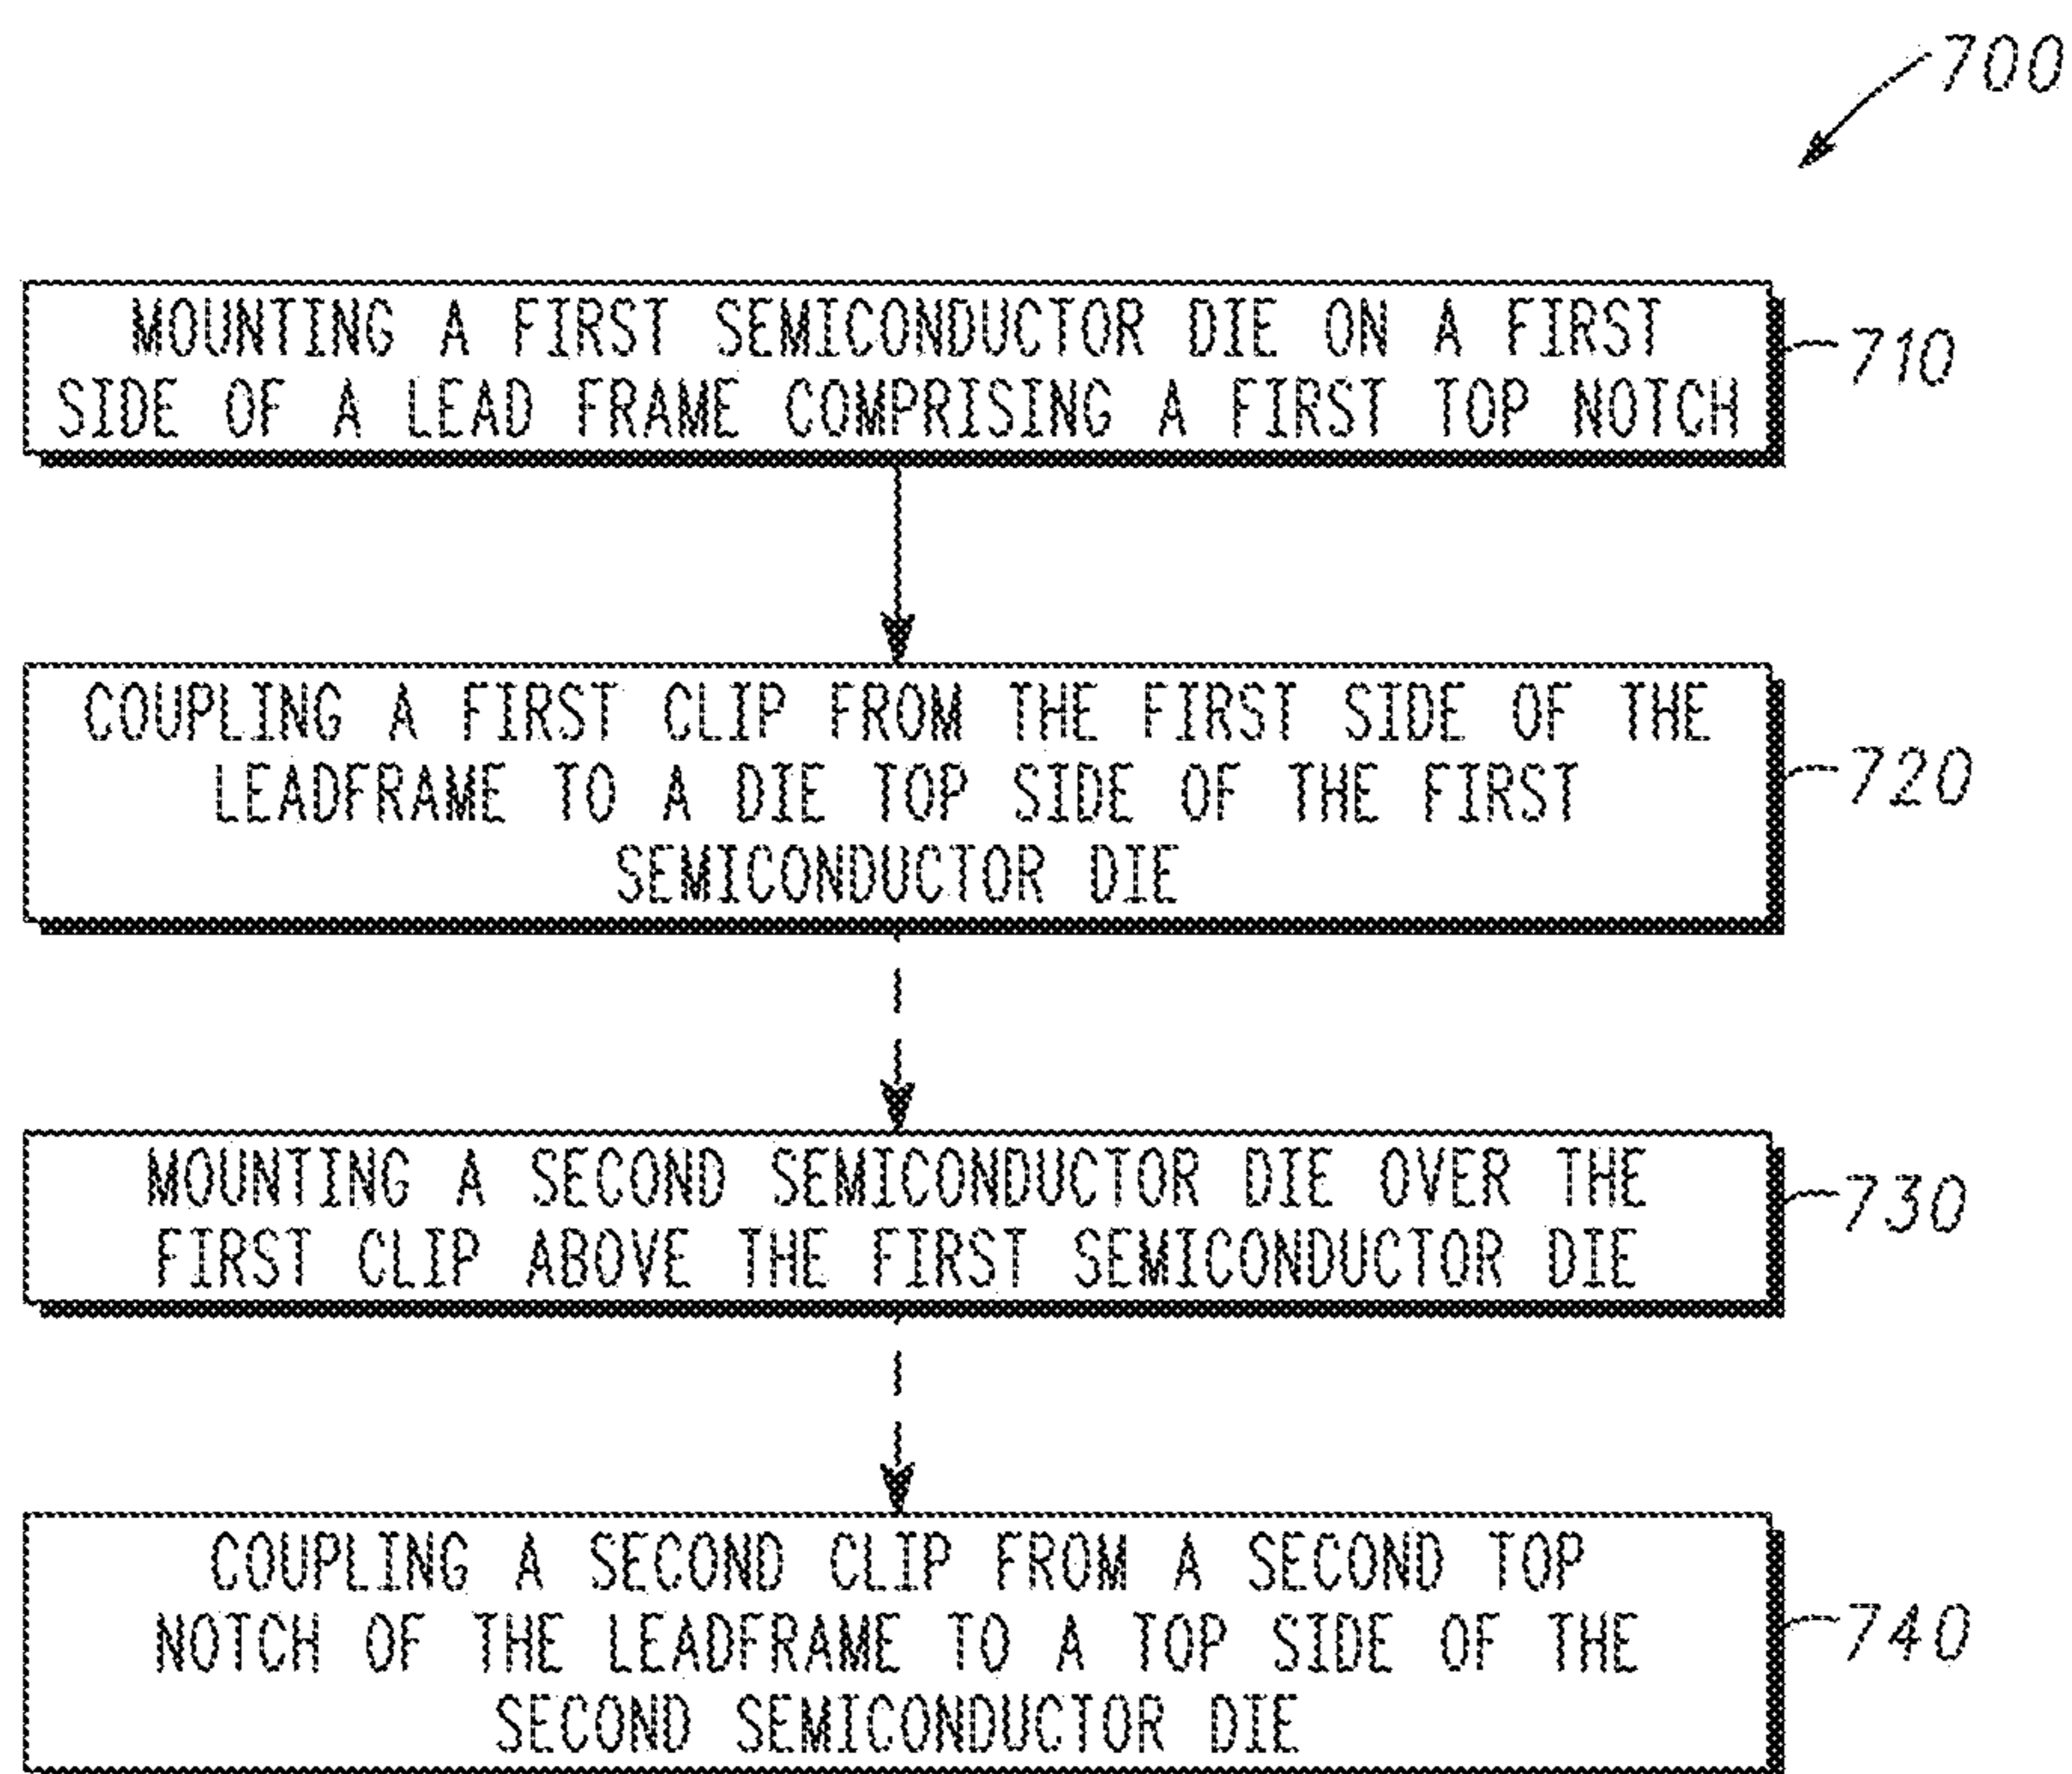 700
MOUNTING A FIRST SEMICONDUCTOR DIE ON A FIRST
SIDE OF A LEAD FRAME COMPRISING A FIRST TOP NOTCH
710
COUPLING A FIRST CLIP FROM THE FIRST SIDE OF THE
LEADFRAME TO A DIE TOP SIDE OF THE FIRST
SEMICONDUCTOR DIE
720
MOUNTING A SECOND SEMICONDUCTOR DIE OVER THE
FIRST CLIP ABOVE THE FIRST SEMICONDUCTOR DIE
730
COUPLING A SECOND CLIP FROM A SECOND TOP
NOTCH OF THE LEADFRAME TO A TOP SIDE OF THE
SECOND SEMICONDUCTOR DIE
740